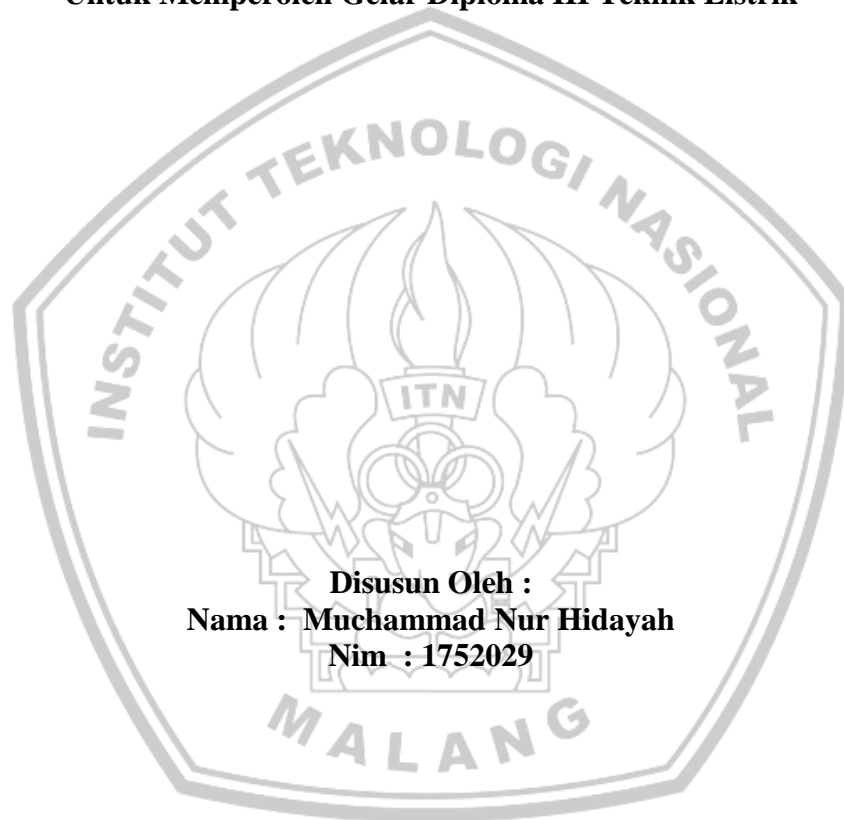 Untuk Memperoleh Gelar Diploma III Teknik Listrik
INSTITUT TEKNOLOGI NASIONAL
ITN
Disusun Oleh :
Nama : Muchammad Nur Hidayah
Nim : 1752029
MALANG